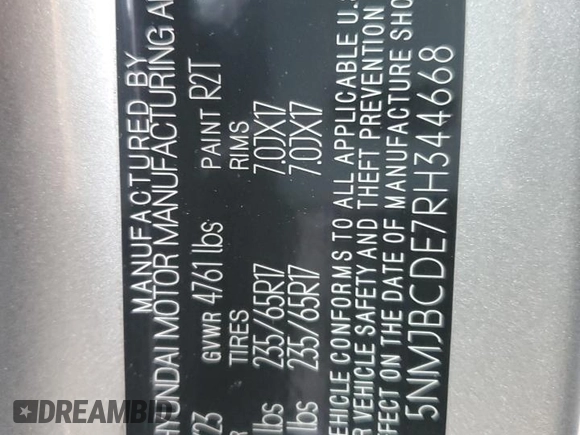 MANUFACTURED BY
HYUNDAI MOTOR MANUFACTURING
/23 GVWR 4761 lbs PAINT R2T
TIRES RIMS
lbs 235/65R17 7.0JX17
lbs 235/65R17 7.0JX17
VEHICLE CONFORMS TO ALL APPLICABLE U.S
VEHICLE SAFETY AND THEFT PREVENTION
EFFECT ON THE DATE OF MANUFACTURE SHO
5NMJBCDE7RH344668
DREAMBID